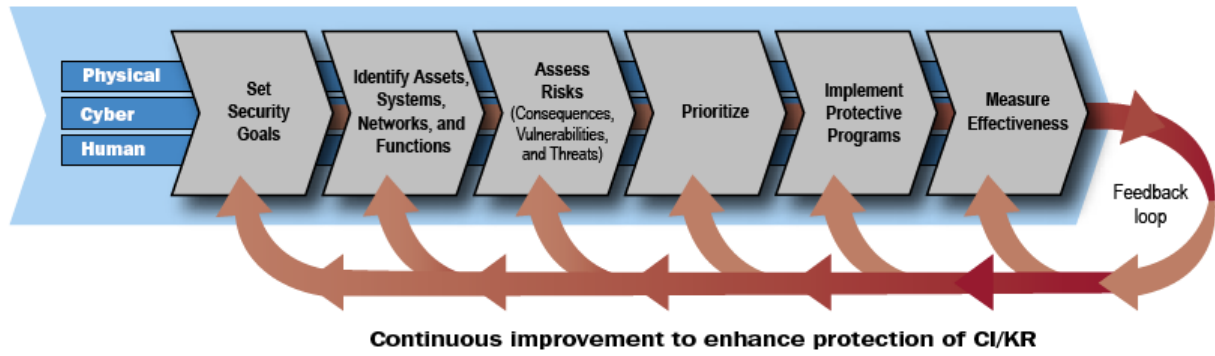 Physical
Cyber
Human
Set
Security
Goals
Identify Assets,
Systems,
Networks, and
Functions
Assess
Risks
(Consequences,
Vulnerabilities,
and Threats)
Prioritize
Implement
Protective
Programs
Measure
Effectiveness
Feedback
loop
Continuous improvement to enhance protection of CI/KR